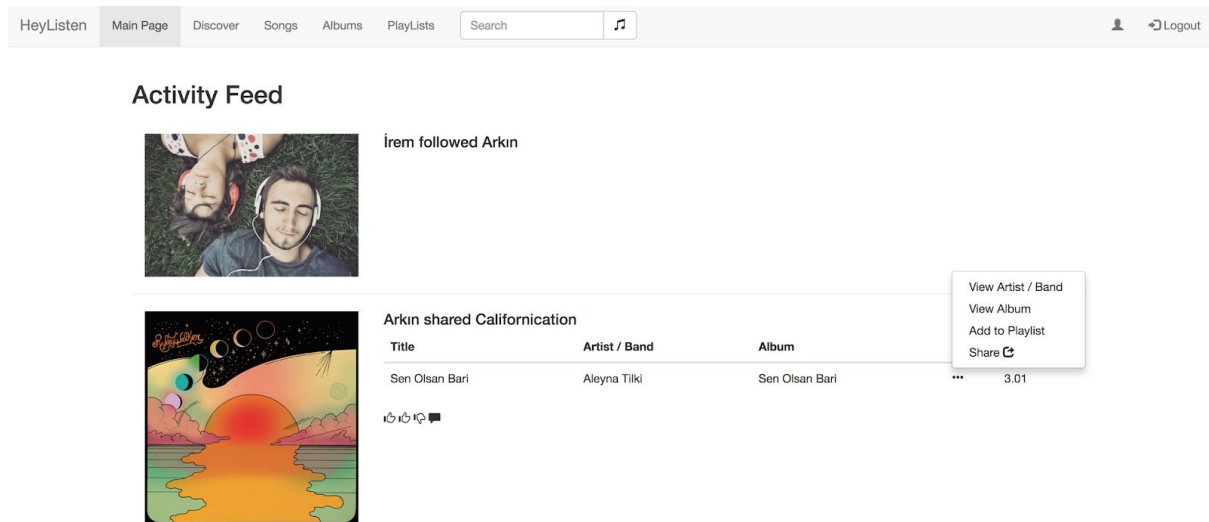 HeyListen Main Page Discover Songs Albums PlayLists Search Logout
Activity Feed
İrem followed Arkın
View Artist / Band
View Album
Add to Playlist
Share
Arkın shared Californication
Title Artist / Band Album
Sen Olsan Bari Aleyna Tilki Sen Olsan Bari ••• 3.01